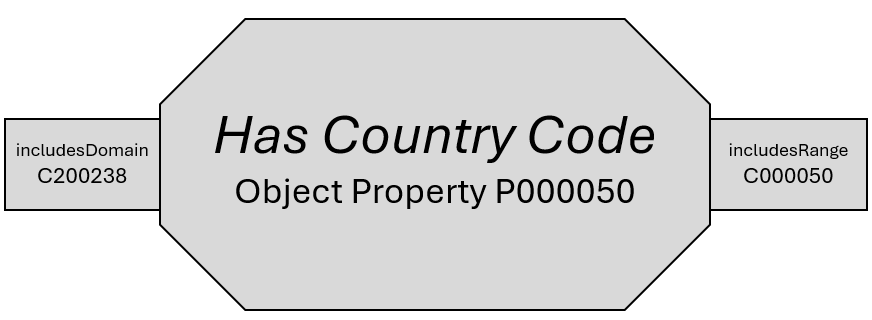 includesDomain
C200238
Has Country Code
Object Property P000050
includesRange
C000050